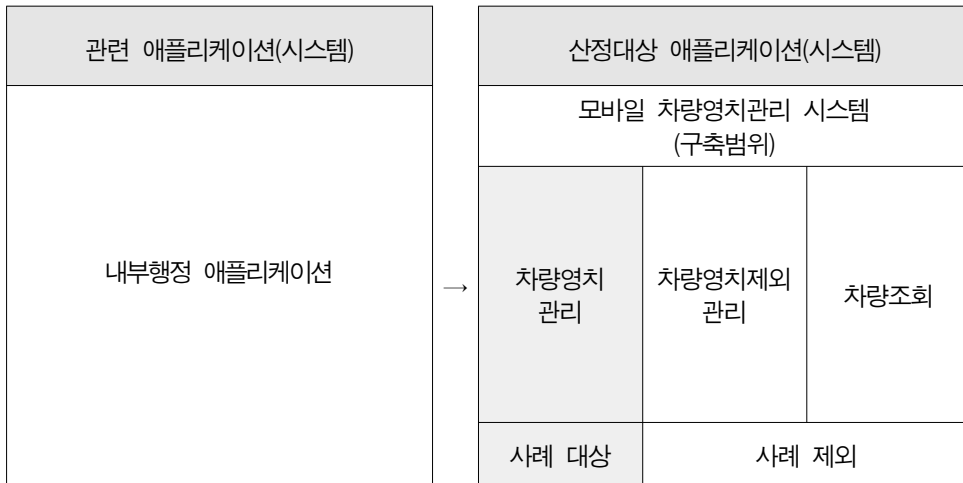 관련 애플리케이션(시스템)
내부행정 애플리케이션
→
산정대상 애플리케이션(시스템)
모바일 차량영치관리 시스템
(구축범위)
차량영치
관리
차량영치제외
관리
차량조회
사례 대상
사례 제외